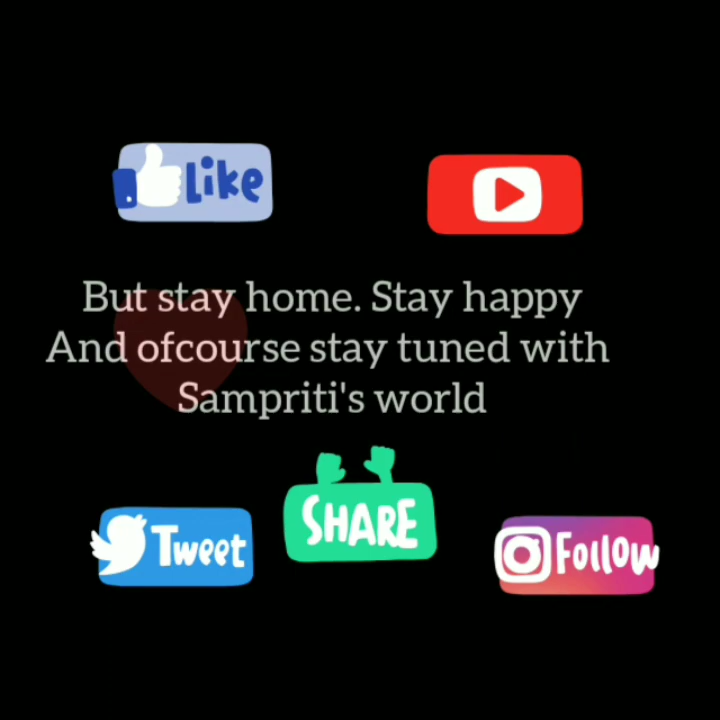 Like
But stay home. Stay happy
And ofcourse stay tuned with
Sampriti's world
Tweet
SHARE
Follow